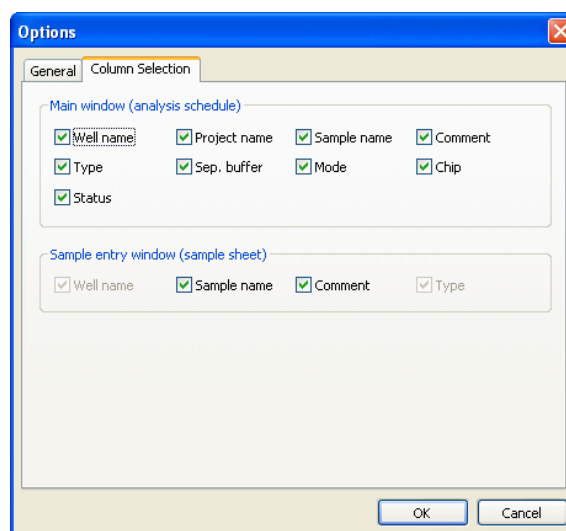 Options
General Column Selection
Main window (analysis schedule)
Well name Project name Sample name Comment
Type Sep. buffer Mode Chip
Status
Sample entry window (sample sheet)
Well name Sample name Comment Type
OK Cancel